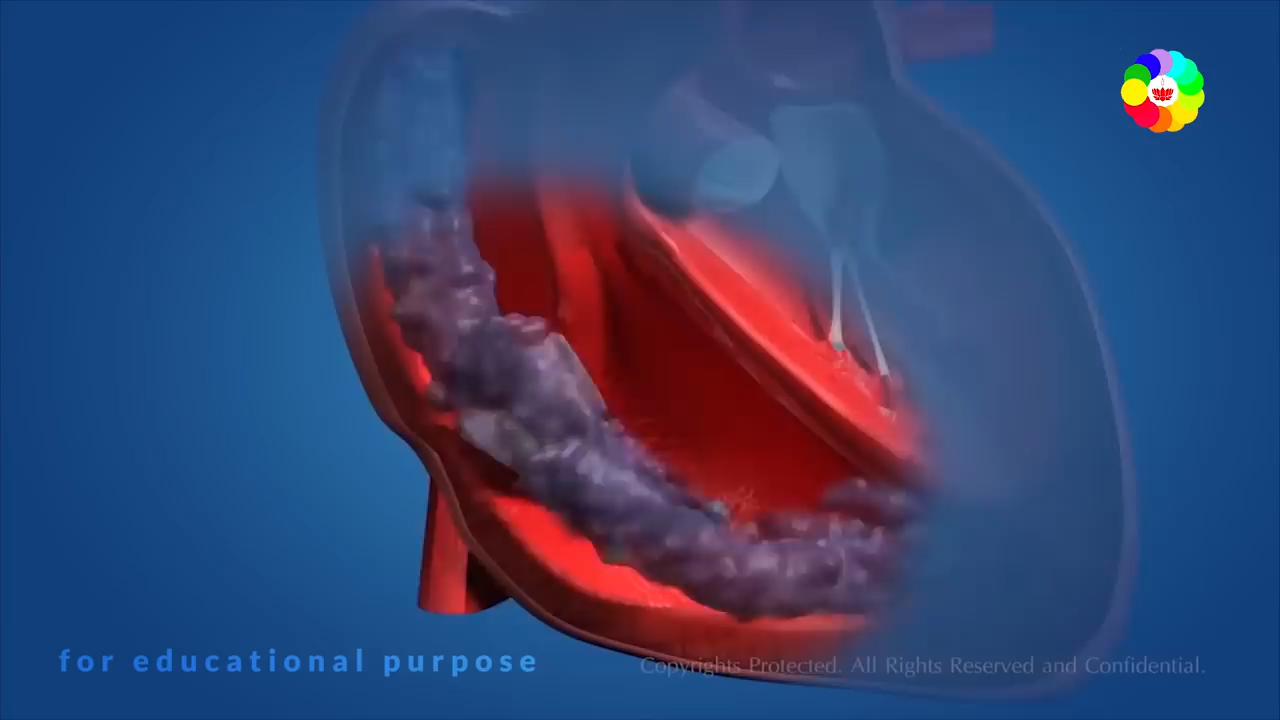 for educational purpose
Copyrights Protected. All Rights Reserved and Confidential.